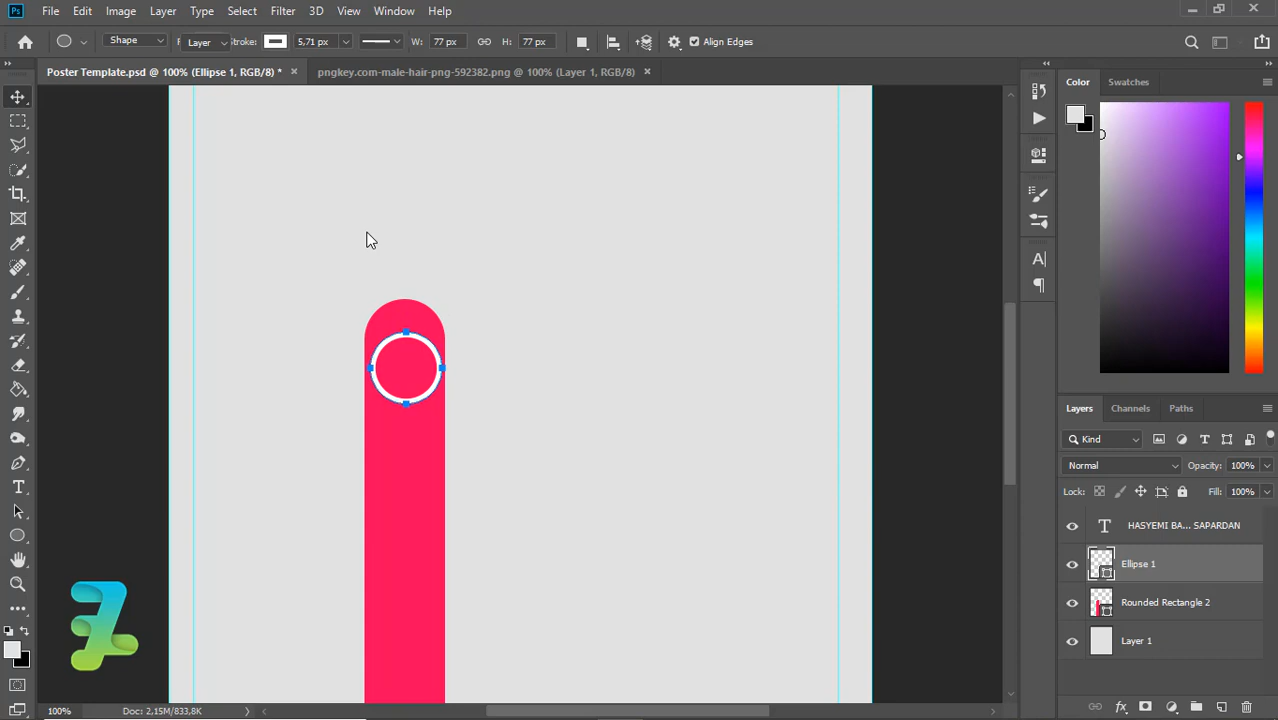 Ps File Edit Image Layer Type Select Filter 3D View Window Help
Shape Layer Stroke: 5,71 px W: 77 px H: 77 px Align Edges
Poster Template.psd @ 100% (Ellipse 1, RGB/8) * × pngkey.com-male-hair-png-592382.png @ 100% (Layer 1, RGB/8) ×
Color Swatches
Layers Channels Paths
Kind
Normal Opacity: 100%
Lock: Fill: 100%
T HASYEMI BA... SAPARDAN
Ellipse 1
Rounded Rectangle 2
Layer 1
100% Doc: 2,15M/833,8K